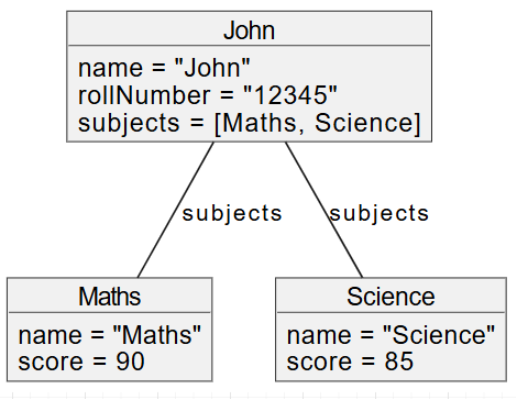 John
name = "John"
rollNumber = "12345"
subjects = [Maths, Science]
subjects
subjects
Maths
name = "Maths"
score = 90
Science
name = "Science"
score = 85